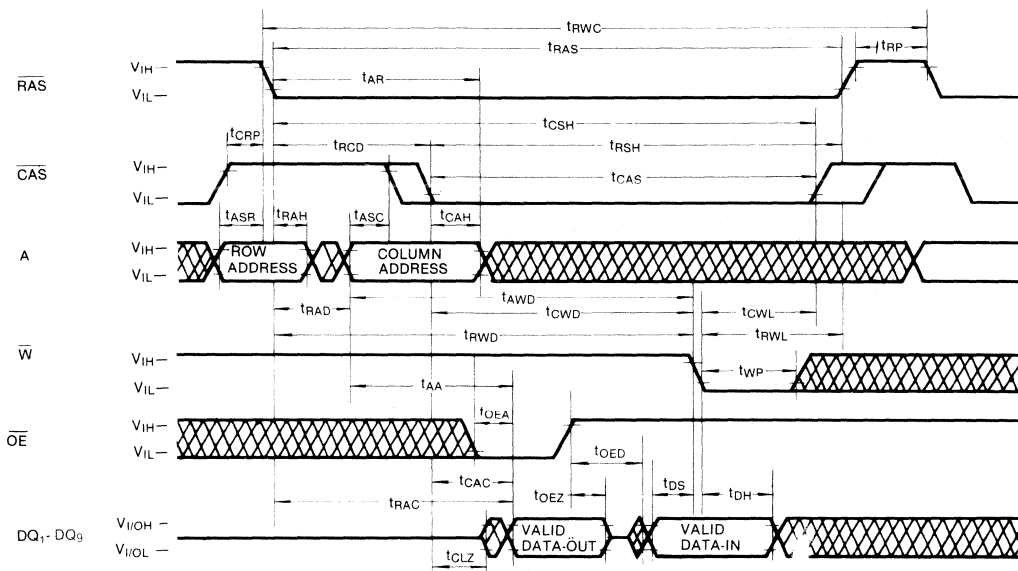 tRWC
tRAS
tRP
RAS
VIH
VIL
tAR
tCSH
tCRP
tRCD
tRSH
CAS
VIH
VIL
tCAS
tASR
tRAH
tASC
tCAH
A
VIH
VIL
ROW ADDRESS
COLUMN ADDRESS
tAWD
tRAD
tCWD
tCWL
tRWD
tRWL
W
VIH
VIL
tWP
tAA
tOEA
OE
VIH
VIL
tOED
tCAC
tRAC
tOEZ
tDS
tDH
DQ1 - DQ9
VI/OH
VI/OL
VALID DATA-OUT
VALID DATA-IN
tCLZ